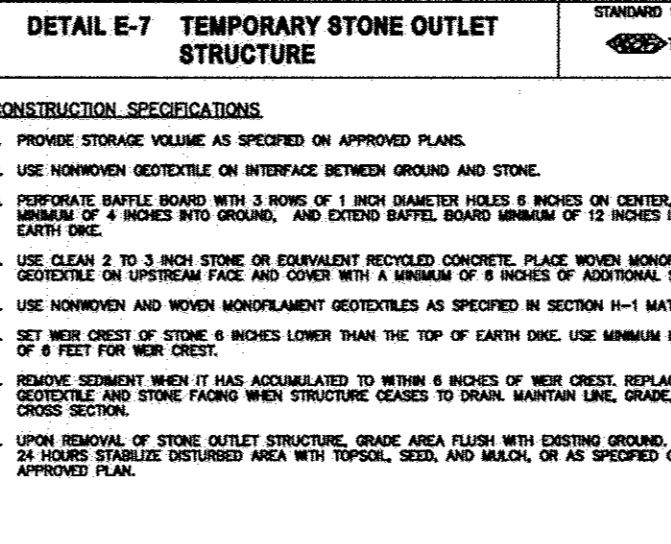 DETAIL E-7 TEMPORARY STONE OUTLET
STRUCTURE
STANDARD
CONSTRUCTION SPECIFICATIONS
PROVIDE STORAGE VOLUME AS SPECIFIED ON APPROVED PLANS.
USE NONWOVEN GEOTEXTILE ON INTERFACE BETWEEN GROUND AND STONE.
PERFORATE BAFFLE BOARD WITH 3 ROWS OF 1 INCH DIAMETER HOLES 6 INCHES ON CENTER,
MINIMUM OF 4 INCHES INTO GROUND, AND EXTEND BAFFEL BOARD MINIMUM OF 12 INCHES
EARTH DIKE.
USE CLEAN 2 TO 3 INCH STONE OR EQUIVALENT RECYCLED CONCRETE. PLACE WOVEN
GEOTEXTILE ON UPSTREAM FACE AND COVER WITH A MINIMUM OF 6 INCHES OF ADDITIONAL
USE NONWOVEN AND WOVEN MONOFILAMENT GEOTEXTILES AS SPECIFIED IN SECTION H-1 MAT
SET WEIR CREST OF STONE 6 INCHES LOWER THAN THE TOP OF EARTH DIKE. USE MINIMUM
OF 6 FEET FOR WEIR CREST.
REMOVE SEDIMENT WHEN IT HAS ACCUMULATED TO WITHIN 6 INCHES OF WEIR CREST. REPLAC
GEOTEXTILE AND STONE FACING WHEN STRUCTURE CEASES TO DRAIN. MAINTAIN LINE, GRADE,
CROSS SECTION.
UPON REMOVAL OF STONE OUTLET STRUCTURE, GRADE AREA FLUSH WITH EXISTING GROUND.
24 HOURS STABILIZE DISTURBED AREA WITH TOPSOIL, SEED, AND MULCH, OR AS SPECIFIED
APPROVED PLAN.